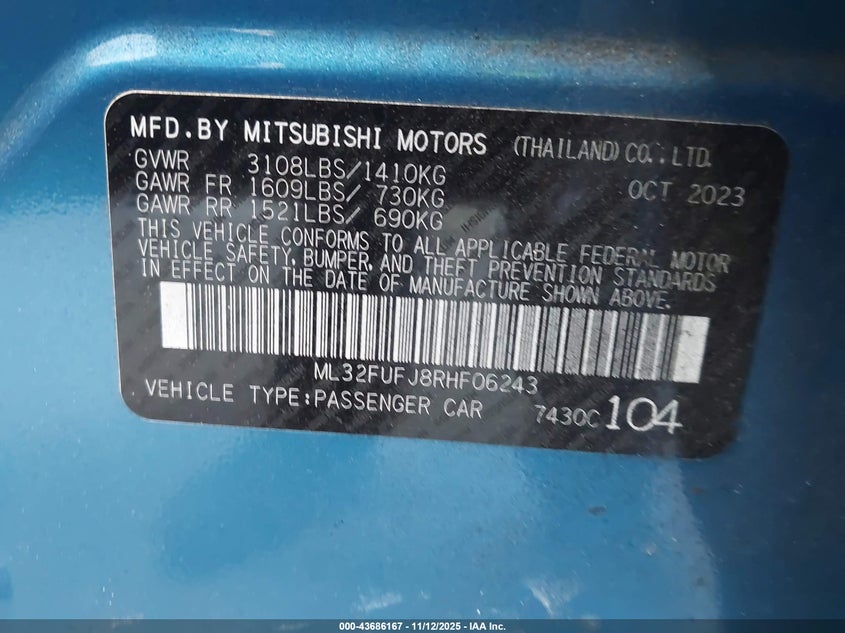 MFD.BY MITSUBISHI MOTORS (THAILAND) CO.,LTD.
GVWR 3108LBS/1410KG OCT 2023
GAWR FR 1609LBS/ 730KG
GAWR RR 1521LBS/ 690KG
THIS VEHICLE CONFORMS TO ALL APPLICABLE FEDERAL MOTOR
VEHICLE SAFETY, BUMPER, AND THEFT PREVENTION STANDARDS
IN EFFECT ON THE DATE OF MANUFACTURE SHOWN ABOVE.
ML32FUFJ8RHF06243
VEHICLE TYPE:PASSENGER CAR 7430C 104
000-43686167 - 11/12/2025 - IAA Inc.